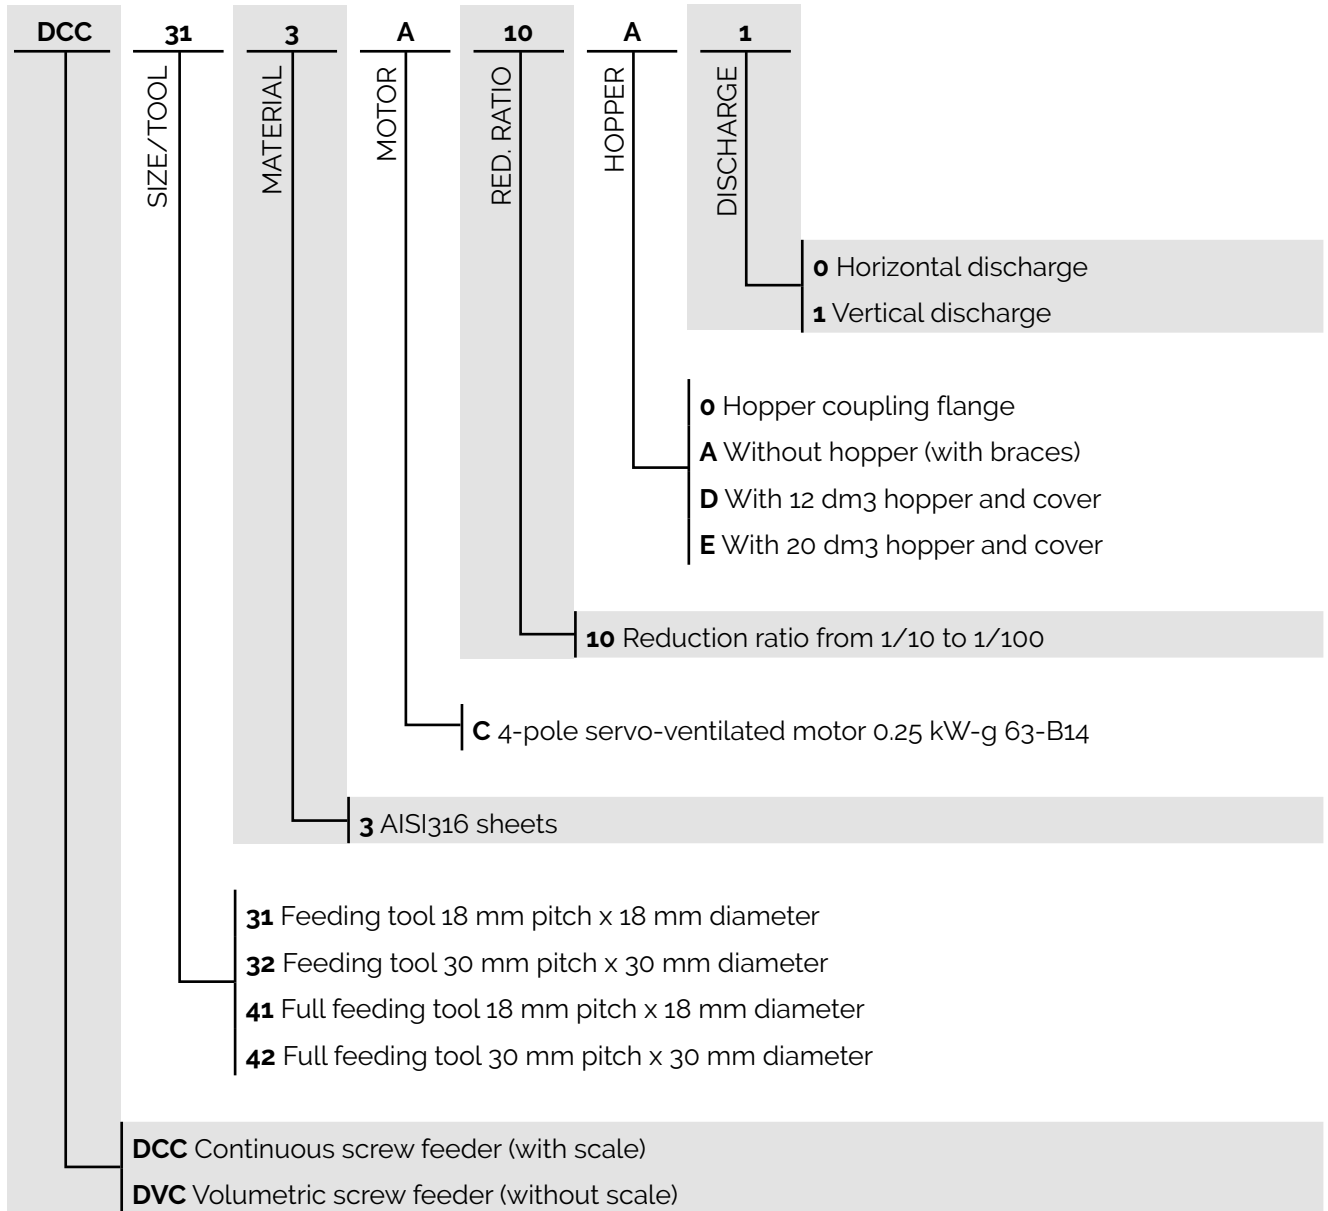 DCC 31 3 A 10 A 1
SIZE/TOOL
MATERIAL
MOTOR
RED. RATIO
HOPPER
DISCHARGE
0 Horizontal discharge
1 Vertical discharge
0 Hopper coupling flange
A Without hopper (with braces)
D With 12 dm3 hopper and cover
E With 20 dm3 hopper and cover
10 Reduction ratio from 1/10 to 1/100
C 4-pole servo-ventilated motor 0.25 kW-g 63-B14
3 AISI316 sheets
31 Feeding tool 18 mm pitch x 18 mm diameter
32 Feeding tool 30 mm pitch x 30 mm diameter
41 Full feeding tool 18 mm pitch x 18 mm diameter
42 Full feeding tool 30 mm pitch x 30 mm diameter
DCC Continuous screw feeder (with scale)
DVC Volumetric screw feeder (without scale)